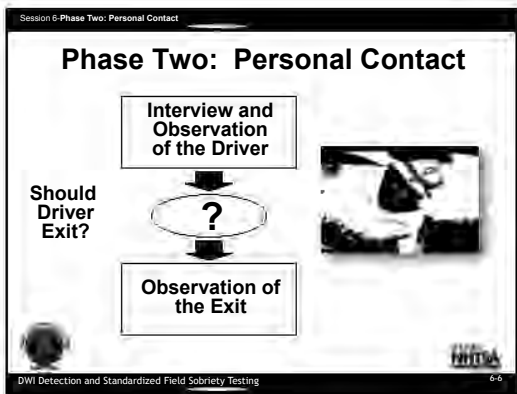 Session 6-Phase Two: Personal Contact
Phase Two: Personal Contact
Interview and
Observation
of the Driver
Should
Driver
Exit?
?
Observation of
the Exit
NHTSA
DWI Detection and Standardized Field Sobriety Testing
6-6